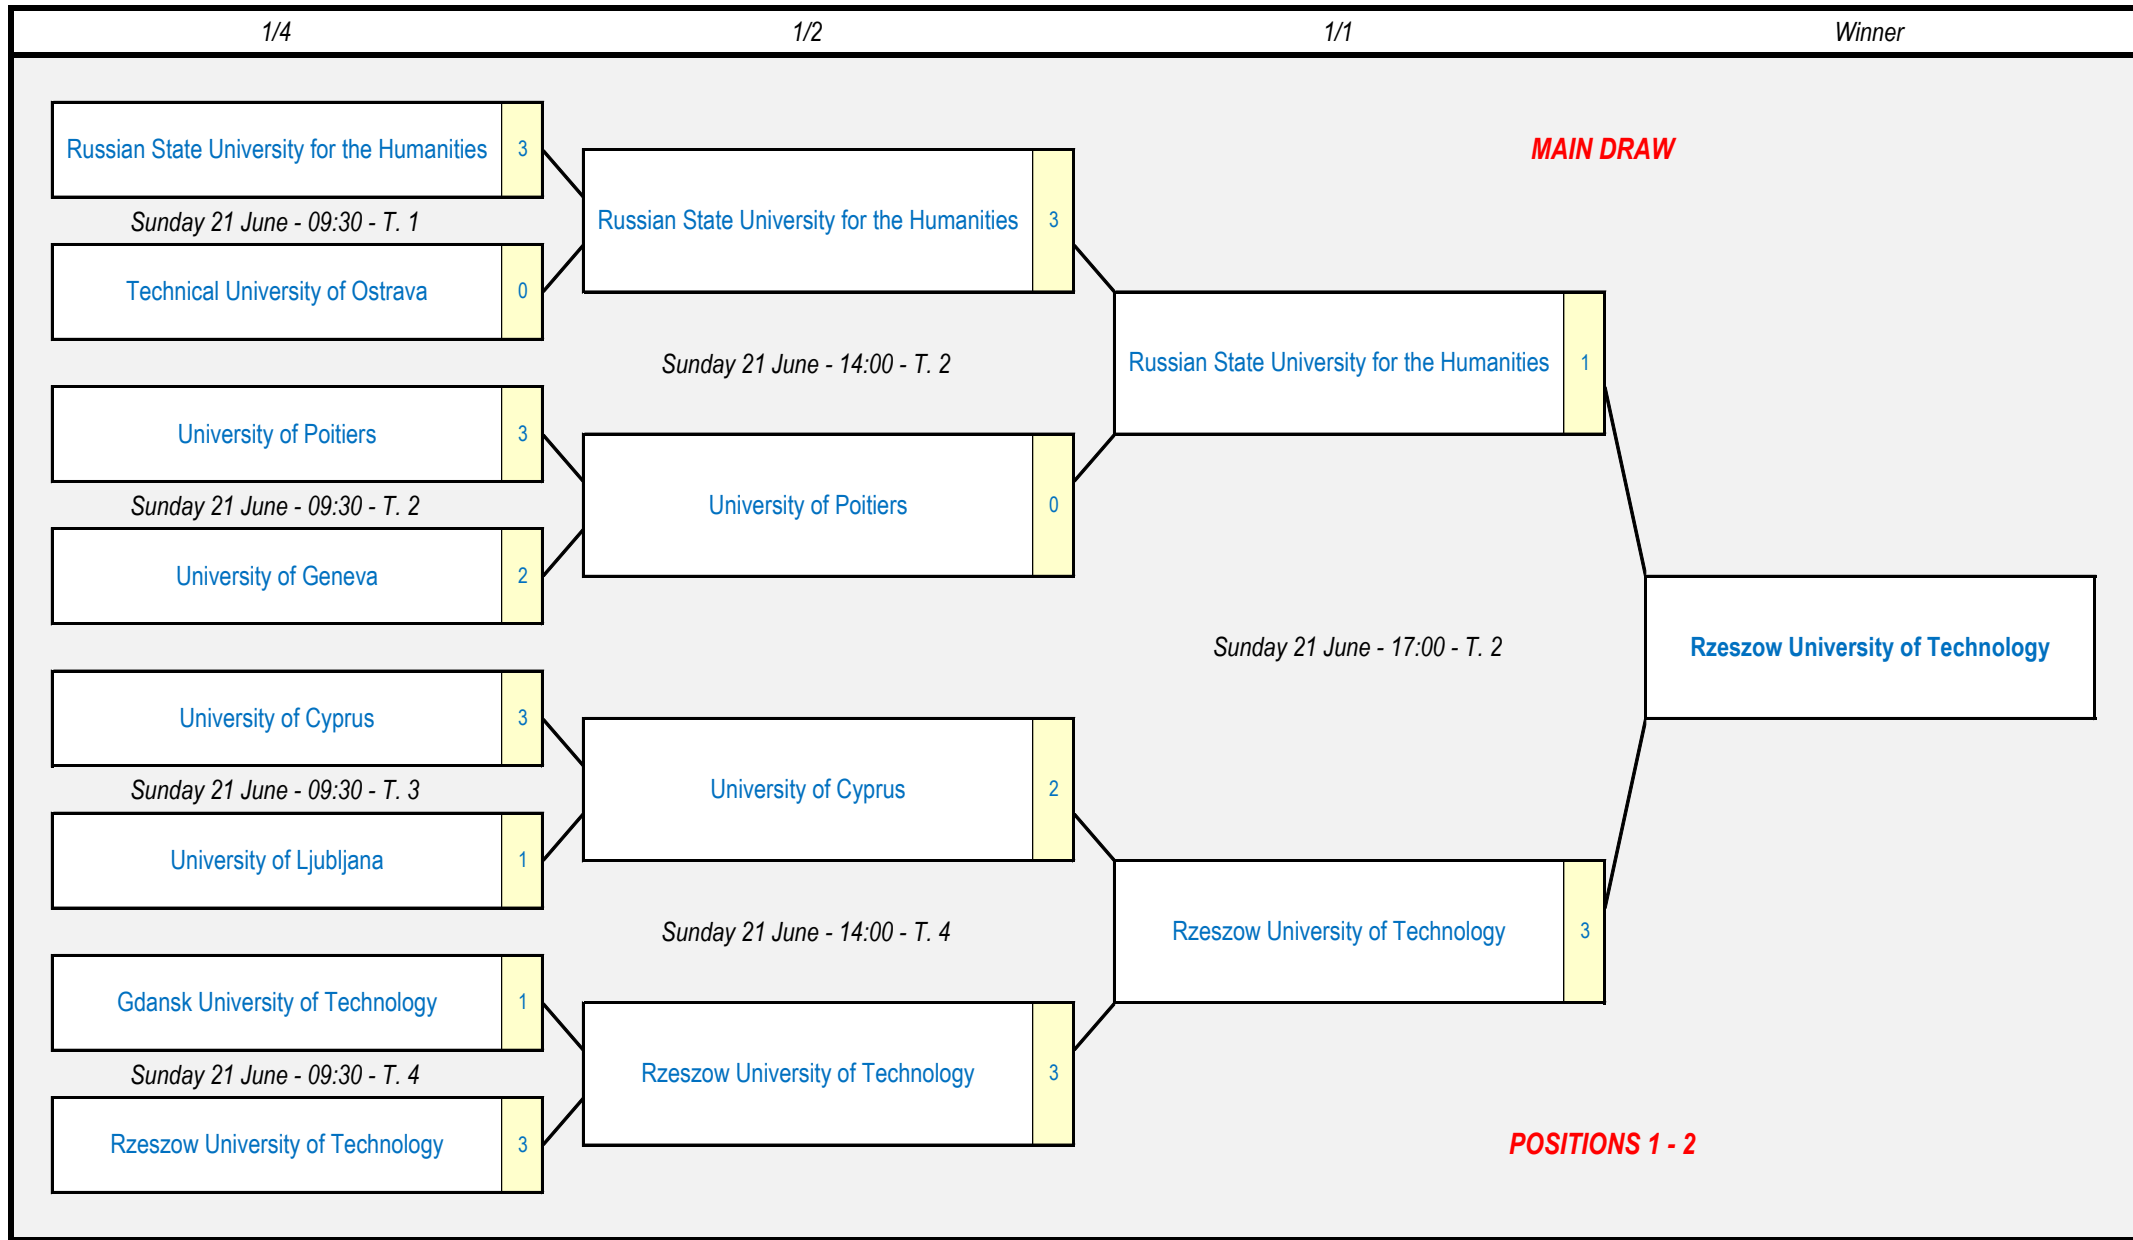 1/4
1/2
1/1
Winner
MAIN DRAW
Russian State University for the Humanities 3
Sunday 21 June - 09:30 - T. 1
Technical University of Ostrava 0
University of Poitiers 3
Sunday 21 June - 09:30 - T. 2
University of Geneva 2
University of Cyprus 3
Sunday 21 June - 09:30 - T. 3
University of Ljubljana 1
Gdansk University of Technology 1
Sunday 21 June - 09:30 - T. 4
Rzeszow University of Technology 3
Russian State University for the Humanities 3
Sunday 21 June - 14:00 - T. 2
University of Poitiers 0
University of Cyprus 2
Sunday 21 June - 14:00 - T. 4
Rzeszow University of Technology 3
Russian State University for the Humanities 1
Sunday 21 June - 17:00 - T. 2
Rzeszow University of Technology 3
Rzeszow University of Technology
POSITIONS 1 - 2